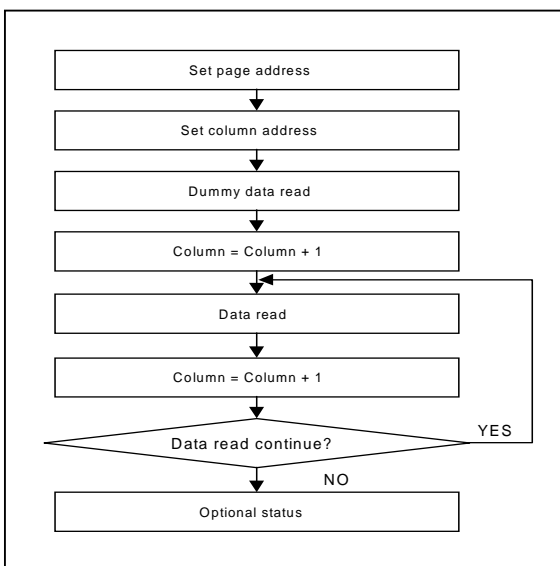 Set page address
Set column address
Dummy data read
Column = Column + 1
Data read
Column = Column + 1
Data read continue?
YES
NO
Optional status